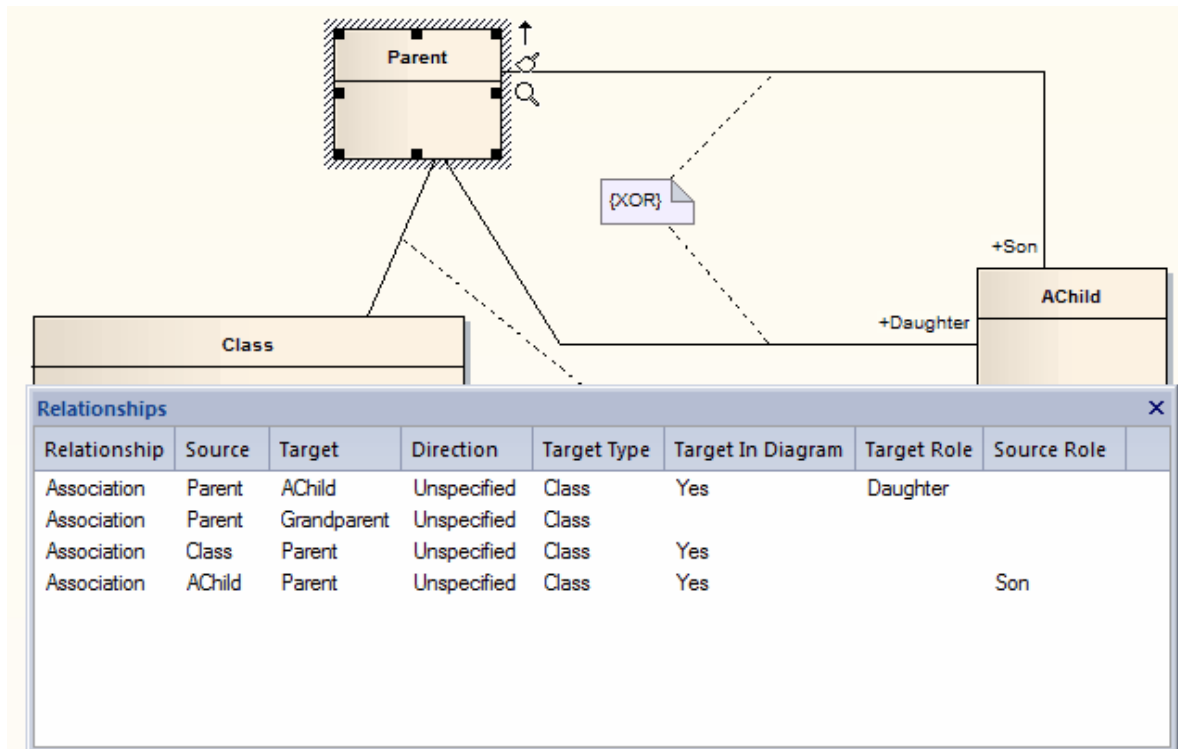 Parent
{XOR}
+Son
AChild
+Daughter
Class
Relationships
Relationship Source Target Direction Target Type Target In Diagram Target Role Source Role
Association Parent AChild Unspecified Class Yes Daughter
Association Parent Grandparent Unspecified Class
Association Class Parent Unspecified Class Yes
Association AChild Parent Unspecified Class Yes Son